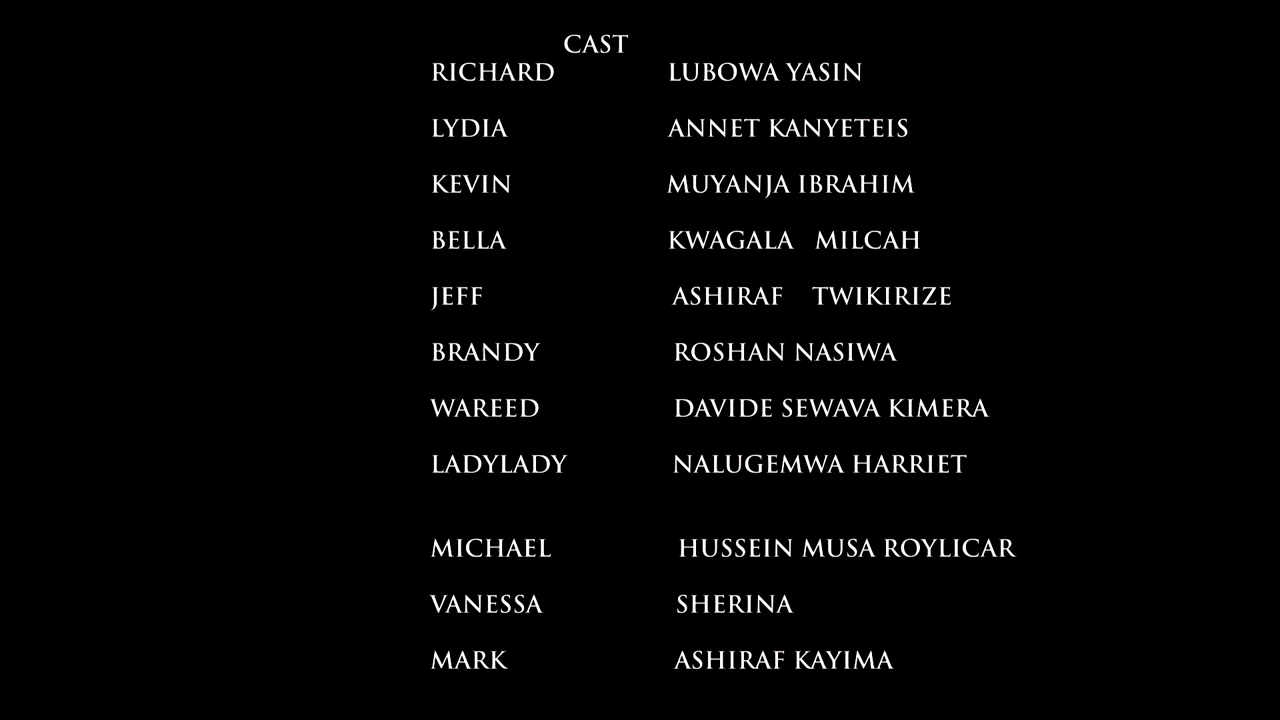 CAST
RICHARD LUBOWA YASIN
LYDIA ANNET KANYETEIS
KEVIN MUYANJA IBRAHIM
BELLA KWAGALA MILCAH
JEFF ASHIRAF TWIKIRIZE
BRANDY ROSHAN NASIWA
WAREED DAVIDE SEWAVA KIMERA
LADYLADY NALUGEMWA HARRIET
MICHAEL HUSSEIN MUSA ROYLICAR
VANESSA SHERINA
MARK ASHIRAF KAYIMA